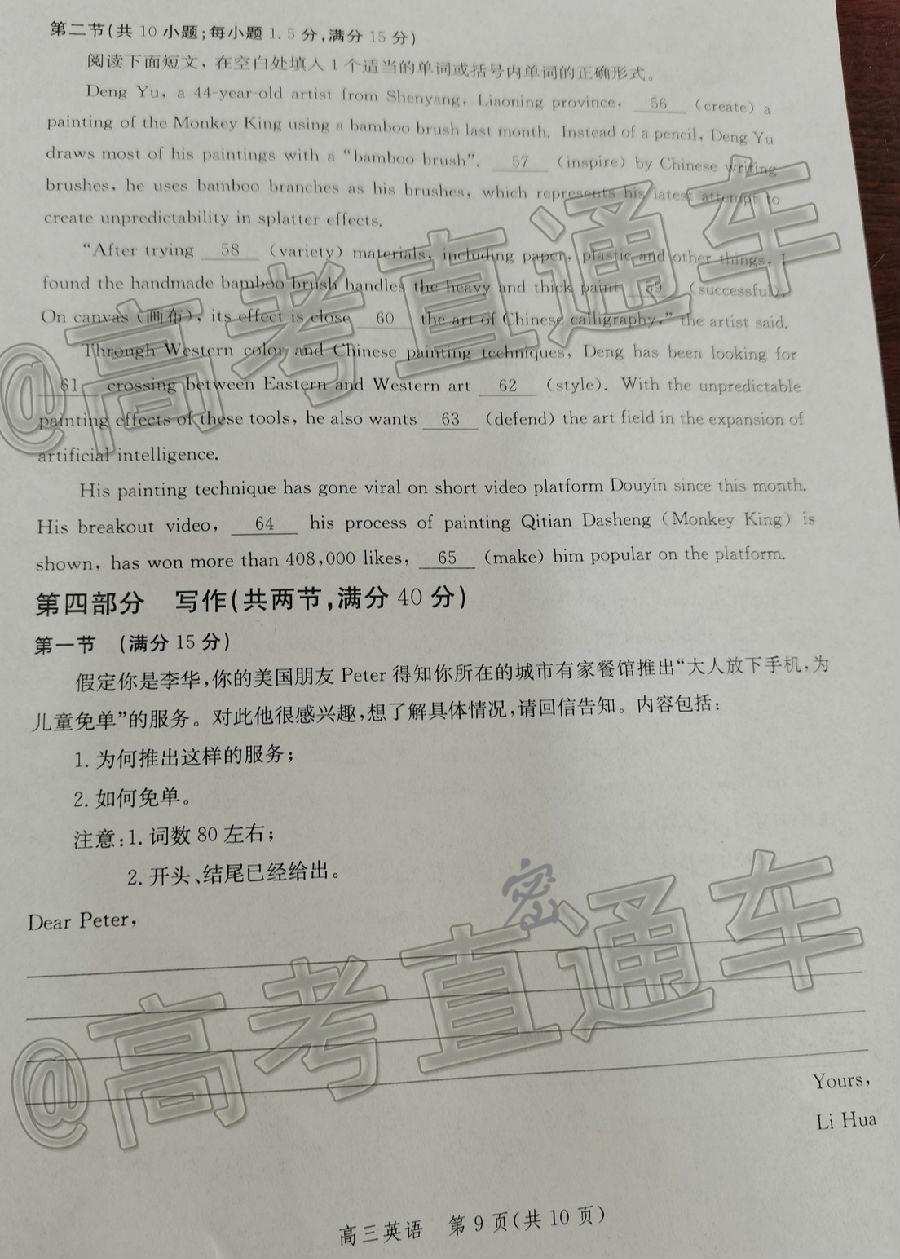 第二节(共 10 小题;每小题 1.5 分,满分 15 分)
阅读下面短文,在空白处填入 1 个适当的单词或括号内单词的正确形式。
Deng Yu, a 44-year-old artist from Shenyang, Liaoning province, 56 (create) a
painting of the Monkey King using a bamboo brush last month. Instead of a pencil, Deng Yu
draws most of his paintings with a “bamboo brush”. 57 (inspire) by Chinese writing
brushes, he uses bamboo branches as his brushes, which represents his latest attempt to
create unpredictability in splatter effects.
“After trying 58 (variety) materials, including paper, plastic and other things, I
found the handmade bamboo brush handles the heavy and thick paint 59 (successful).
On canvas (画布), its effect is close 60 the art of Chinese calligraphy,” the artist said.
Through Western color and Chinese painting techniques, Deng has been looking for
61 crossing between Eastern and Western art 62 (style). With the unpredictable
painting effects of these tools, he also wants 63 (defend) the art field in the expansion of
artificial intelligence.
His painting technique has gone viral on short video platform Douyin since this month.
His breakout video, 64 his process of painting Qitian Dasheng (Monkey King) is
shown, has won more than 408,000 likes, 65 (make) him popular on the platform.
第四部分 写作(共两节,满分 40 分)
第一节 (满分 15 分)
假定你是李华,你的美国朋友 Peter 得知你所在的城市有家餐馆推出“大人放下手机,为
儿童免单”的服务。对此他很感兴趣,想了解具体情况,请回信告知。内容包括:
1. 为何推出这样的服务;
2. 如何免单。
注意:1. 词数 80 左右;
2. 开头、结尾已经给出。
密
Dear Peter,
Yours,
Li Hua
高三英语 第 9 页(共 10 页)
@高考直通车
@高考直通车